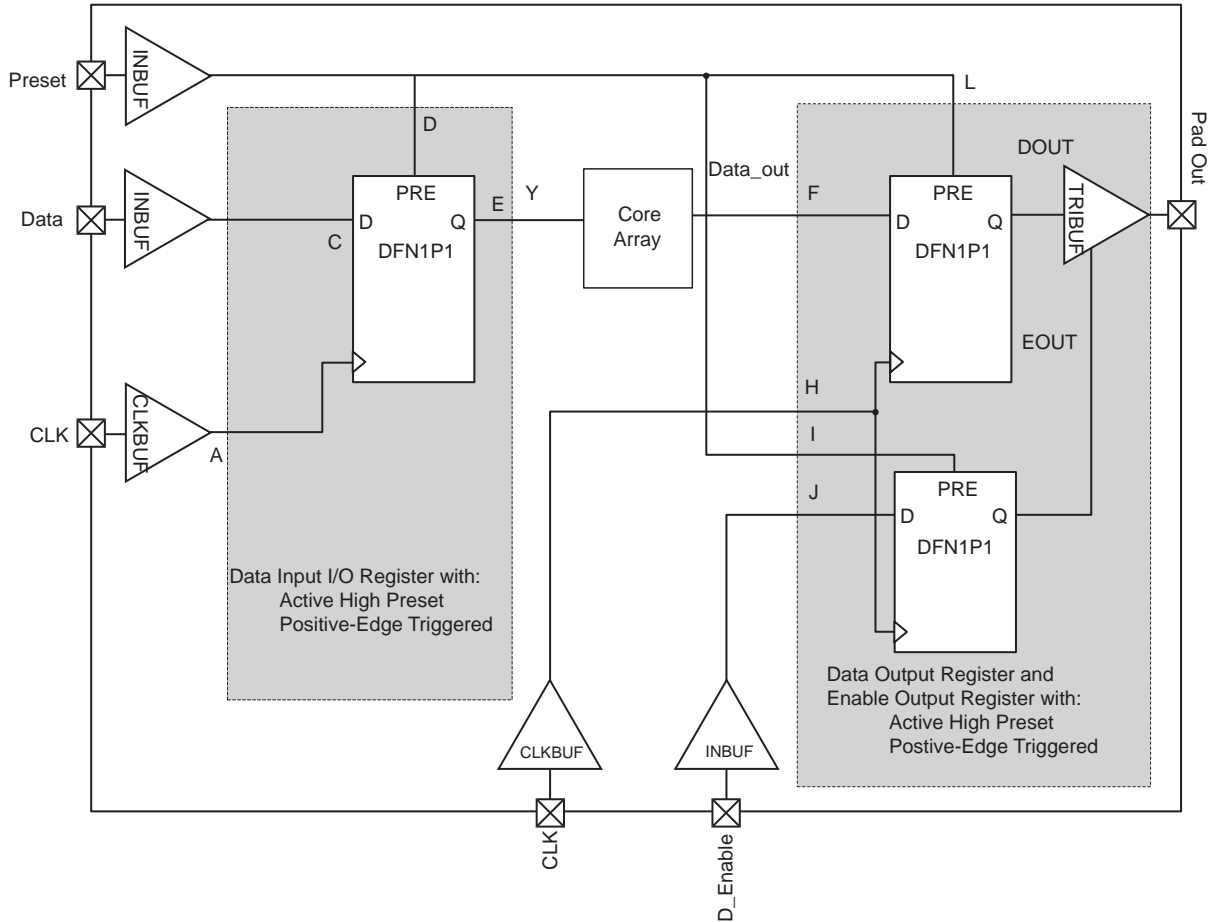 Preset
INBUF
L
D
Pad Out
DOUT
PRE
Data_out
PRE
TRIBUF
Data
INBUF
D
Q
E
Y
Core
Array
F
D
Q
C
DFN1P1
DFN1P1
EOUT
H
CLK
CLKBUF
A
I
PRE
J
D
Q
DFN1P1
Data Input I/O Register with:
Active High Preset
Positive-Edge Triggered
Data Output Register and
Enable Output Register with:
Active High Preset
Postive-Edge Triggered
CLKBUF
INBUF
CLK
D_Enable